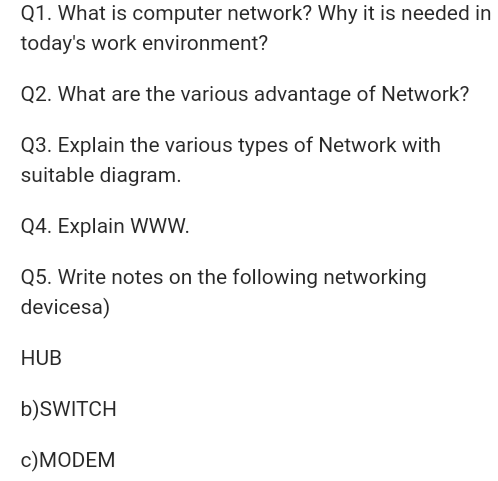 Q1. What is computer network? Why it is needed in
today's work environment?
Q2. What are the various advantage of Network?
Q3. Explain the various types of Network with
suitable diagram.
Q4. Explain WWW.
Q5. Write notes on the following networking
devicesa)
HUB
b)SWITCH
c)MODEM